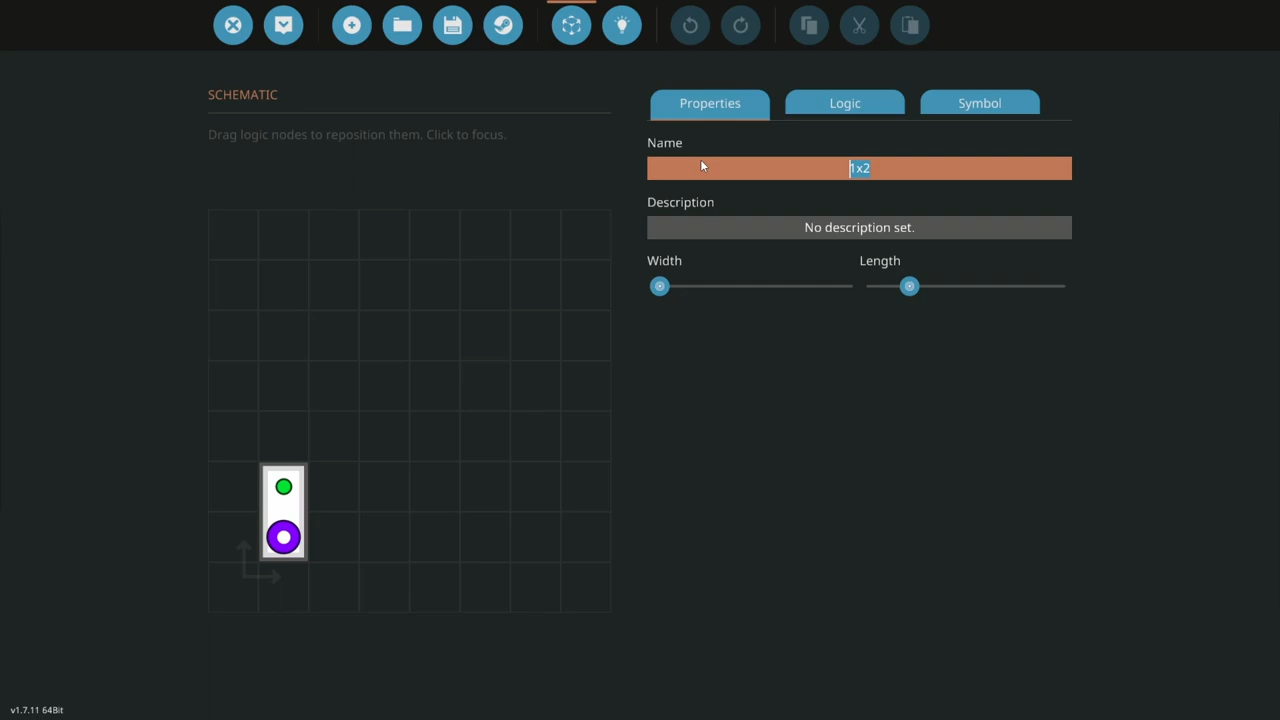 SCHEMATIC
Drag logic nodes to reposition them. Click to focus.
Properties
Logic
Symbol
Name
1x2
Description
No description set.
Width
Length
v1.7.11 64Bit